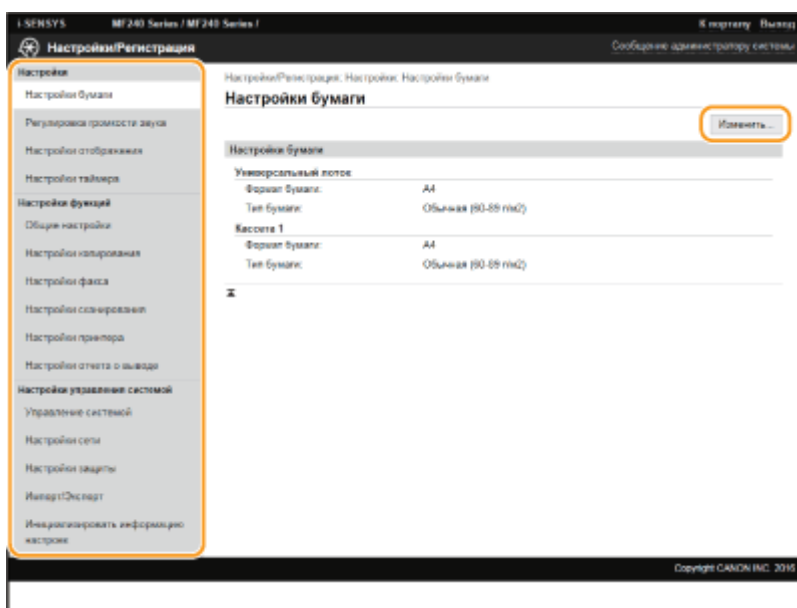 i-SENSYS MF240 Series / MF240 Series / К порталу Выход
Настройки/Регистрация Сообщение администратору системы
Настройки
Настройки бумаги
Регулировка громкости звука
Настройки отображения
Настройки таймера
Настройки функций
Общие настройки
Настройки копирования
Настройки факса
Настройки сканирования
Настройки принтера
Настройки отчета о выводе
Настройки управления системой
Управление системой
Настройки сети
Настройки защиты
Импорт/Экспорт
Инициализировать информацию
настроек
Настройки/Регистрация: Настройки: Настройки бумаги
Настройки бумаги
Изменить...
Настройки бумаги
Универсальный лоток
Формат бумаги: A4
Тип бумаги: Обычная (60-89 г/м2)
Кассета 1
Формат бумаги: A4
Тип бумаги: Обычная (60-89 г/м2)
Copyright CANON INC. 2016